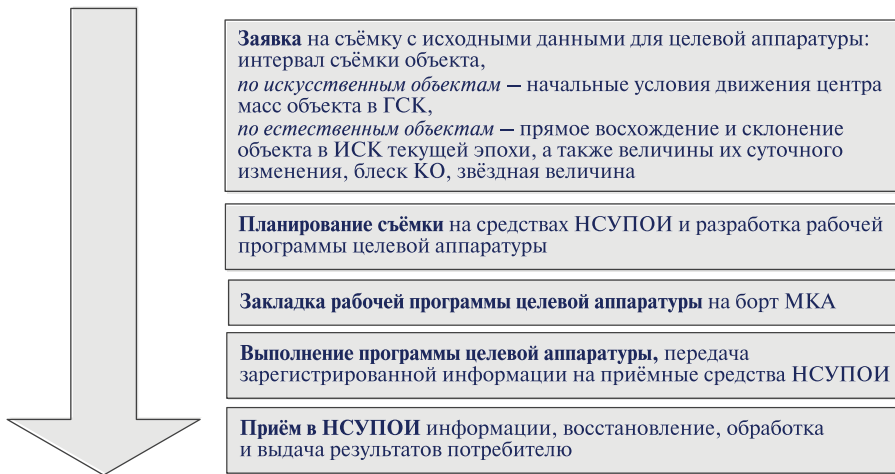 Заявка на съёмку с исходными данными для целевой аппаратуры:
интервал съёмки объекта,
по искусственным объектам — начальные условия движения центра
масс объекта в ГСК,
по естественным объектам — прямое восхождение и склонение
объекта в ИСК текущей эпохи, а также величины их суточного
изменения, блеск КО, звёздная величина
Планирование съёмки на средствах НСУПОИ и разработка рабочей
программы целевой аппаратуры
Закладка рабочей программы целевой аппаратуры на борт МКА
Выполнение программы целевой аппаратуры, передача
зарегистрированной информации на приёмные средства НСУПОИ
Приём в НСУПОИ информации, восстановление, обработка
и выдача результатов потребителю